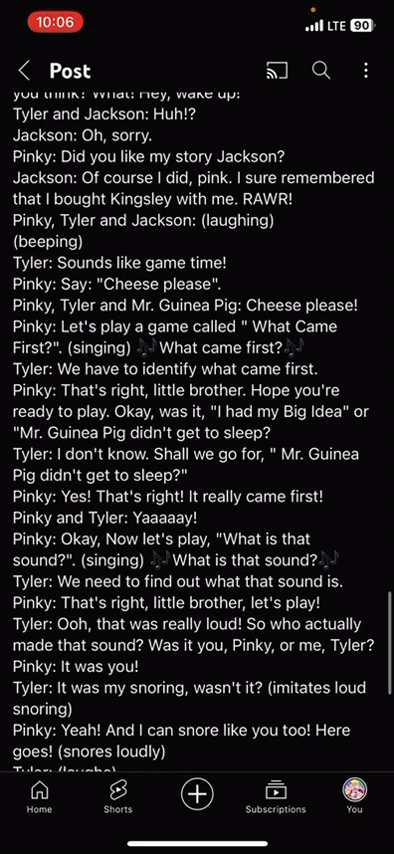 10:06
LTE 90
Post
you think? What! Hey, wake up!
Tyler and Jackson: Huh!?
Jackson: Oh, sorry.
Pinky: Did you like my story Jackson?
Jackson: Of course I did, pink. I sure remembered
that I bought Kingsley with me. RAWR!
Pinky, Tyler and Jackson: (laughing)
(beeping)
Tyler: Sounds like game time!
Pinky: Say: "Cheese please".
Pinky, Tyler and Mr. Guinea Pig: Cheese please!
Pinky: Let's play a game called " What Came
First?". (singing) 🎶What came first?🎶
Tyler: We have to identify what came first.
Pinky: That's right, little brother. Hope you're
ready to play. Okay, was it, "I had my Big Idea" or
"Mr. Guinea Pig didn't get to sleep?
Tyler: I don't know. Shall we go for, " Mr. Guinea
Pig didn't get to sleep?"
Pinky: Yes! That's right! It really came first!
Pinky and Tyler: Yaaaaay!
Pinky: Okay, Now let's play, "What is that
sound?". (singing) 🎶What is that sound?🎶
Tyler: We need to find out what that sound is.
Pinky: That's right, little brother, let's play!
Tyler: Ooh, that was really loud! So who actually
made that sound? Was it you, Pinky, or me, Tyler?
Pinky: It was you!
Tyler: It was my snoring, wasn't it? (imitates loud
snoring)
Pinky: Yeah! And I can snore like you too! Here
goes! (snores loudly)
Tyler: (laughs)
Home
Shorts
Subscriptions
You